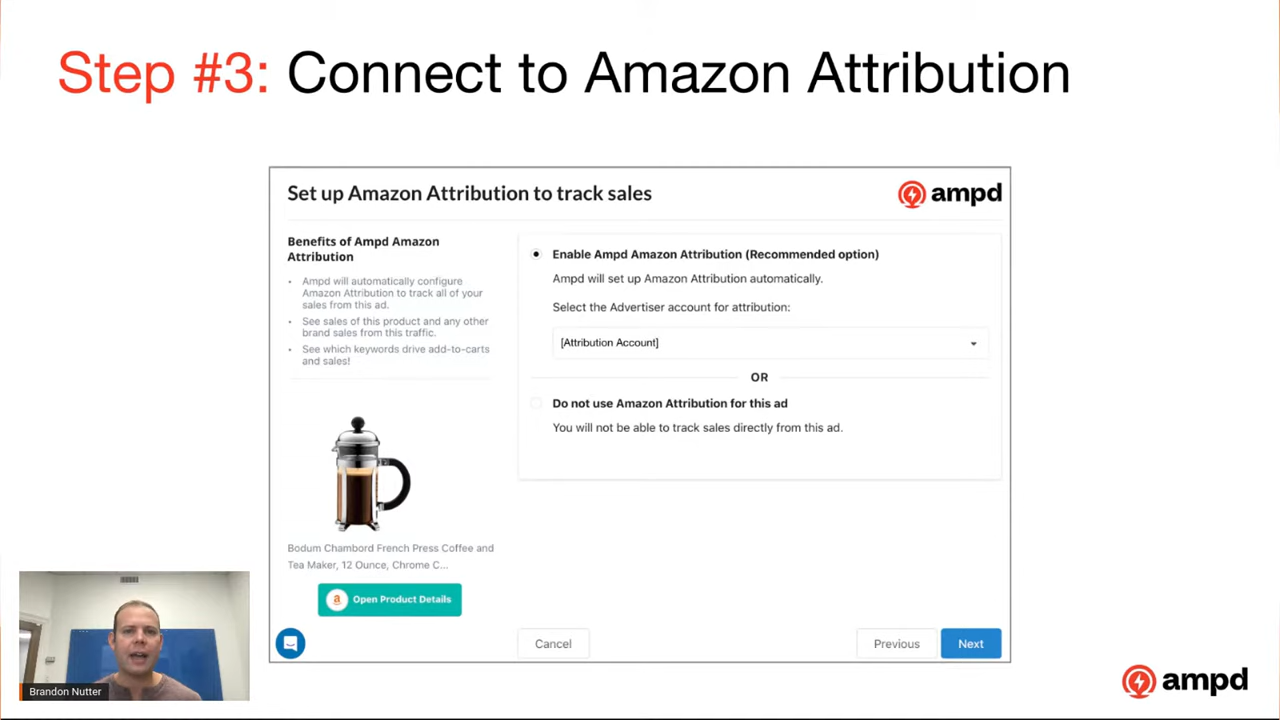 Step #3: Connect to Amazon Attribution
Set up Amazon Attribution to track sales
ampd
Benefits of Ampd Amazon
Attribution
• Ampd will automatically configure
Amazon Attribution to track all of your
sales from this ad.
• See sales of this product and any other
brand sales from this traffic.
• See which keywords drive add-to-carts
and sales!
Bodum Chambord French Press Coffee and
Tea Maker, 12 Ounce, Chrome C...
a Open Product Details
Enable Ampd Amazon Attribution (Recommended option)
Ampd will set up Amazon Attribution automatically.
Select the Advertiser account for attribution:
[Attribution Account]
OR
Do not use Amazon Attribution for this ad
You will not be able to track sales directly from this ad.
Cancel
Previous
Next
Brandon Nutter
ampd